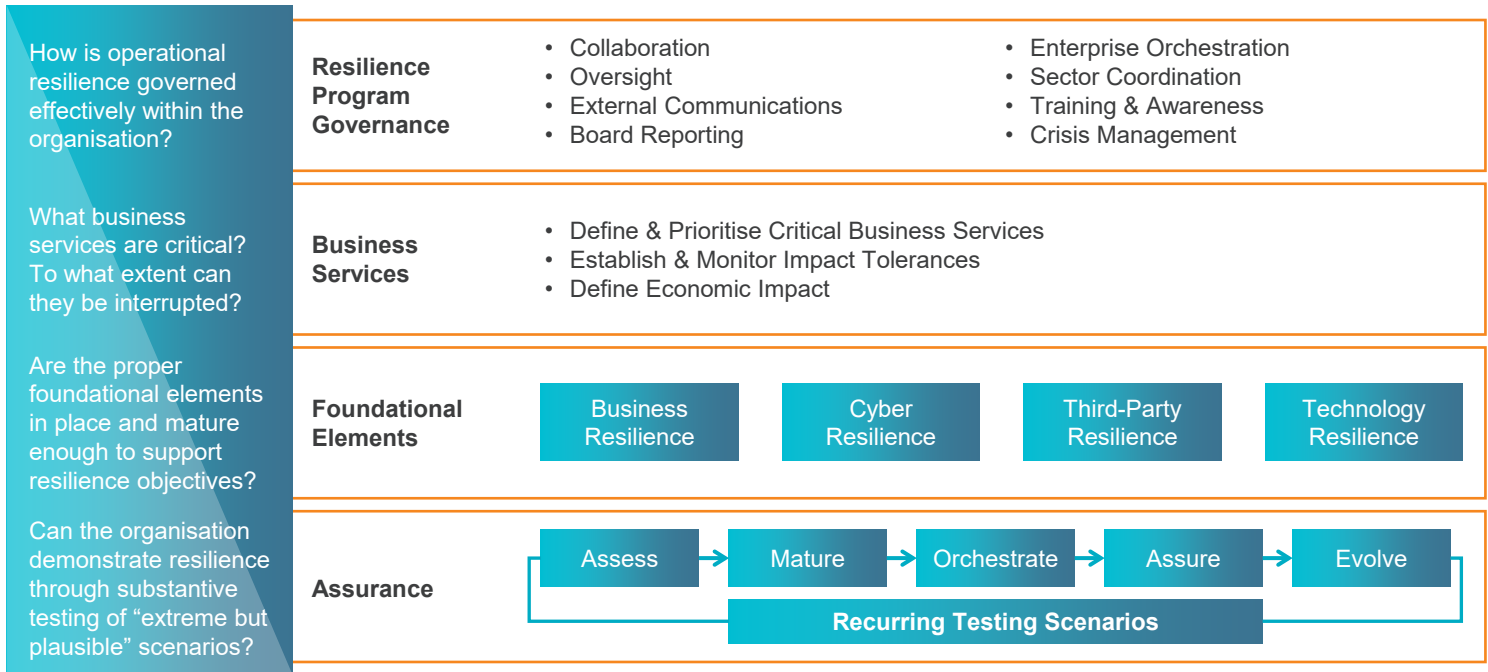 How is operational
resilience governed
effectively within the
organisation?
Resilience
Program
Governance
• Collaboration
• Oversight
• External Communications
• Board Reporting
• Enterprise Orchestration
• Sector Coordination
• Training & Awareness
• Crisis Management
What business
services are critical?
To what extent can
they be interrupted?
Business
Services
• Define & Prioritise Critical Business Services
• Establish & Monitor Impact Tolerances
• Define Economic Impact
Are the proper
foundational elements
in place and mature
enough to support
resilience objectives?
Foundational
Elements
Business
Resilience
Cyber
Resilience
Third-Party
Resilience
Technology
Resilience
Can the organisation
demonstrate resilience
through substantive
testing of “extreme but
plausible” scenarios?
Assurance
Assess
Mature
Orchestrate
Assure
Evolve
Recurring Testing Scenarios